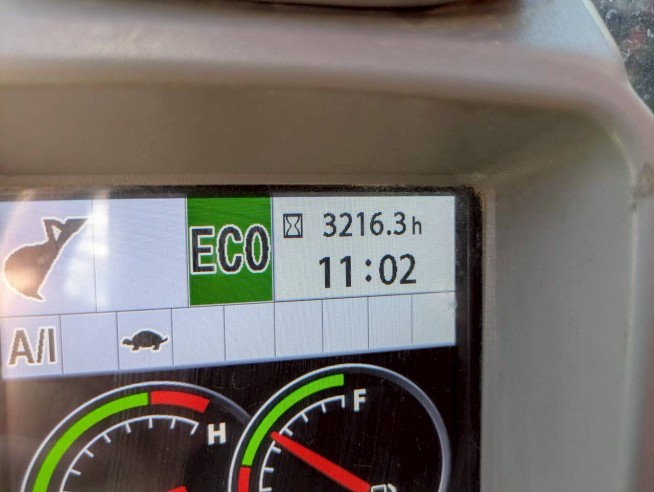 ECO
3216.3h
11:02
A/I
H
F